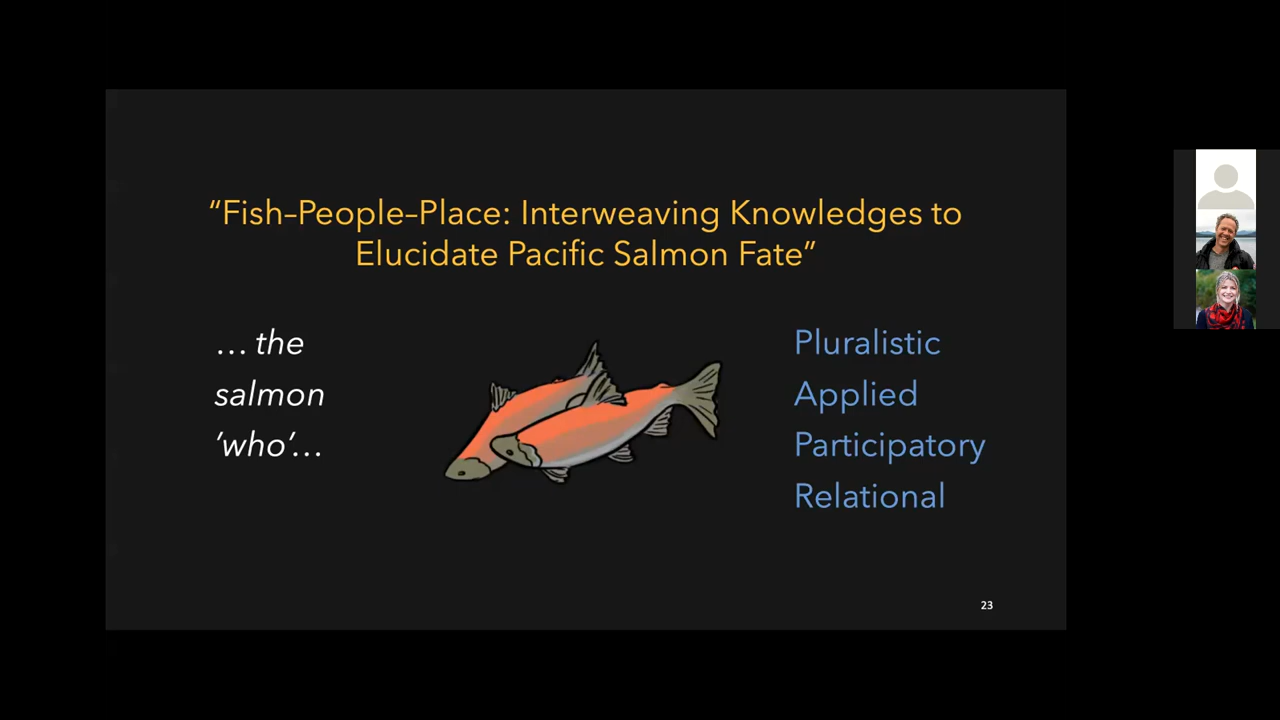 “Fish–People–Place: Interweaving Knowledges to
Elucidate Pacific Salmon Fate”
… the
salmon
’who’…
Pluralistic
Applied
Participatory
Relational
23